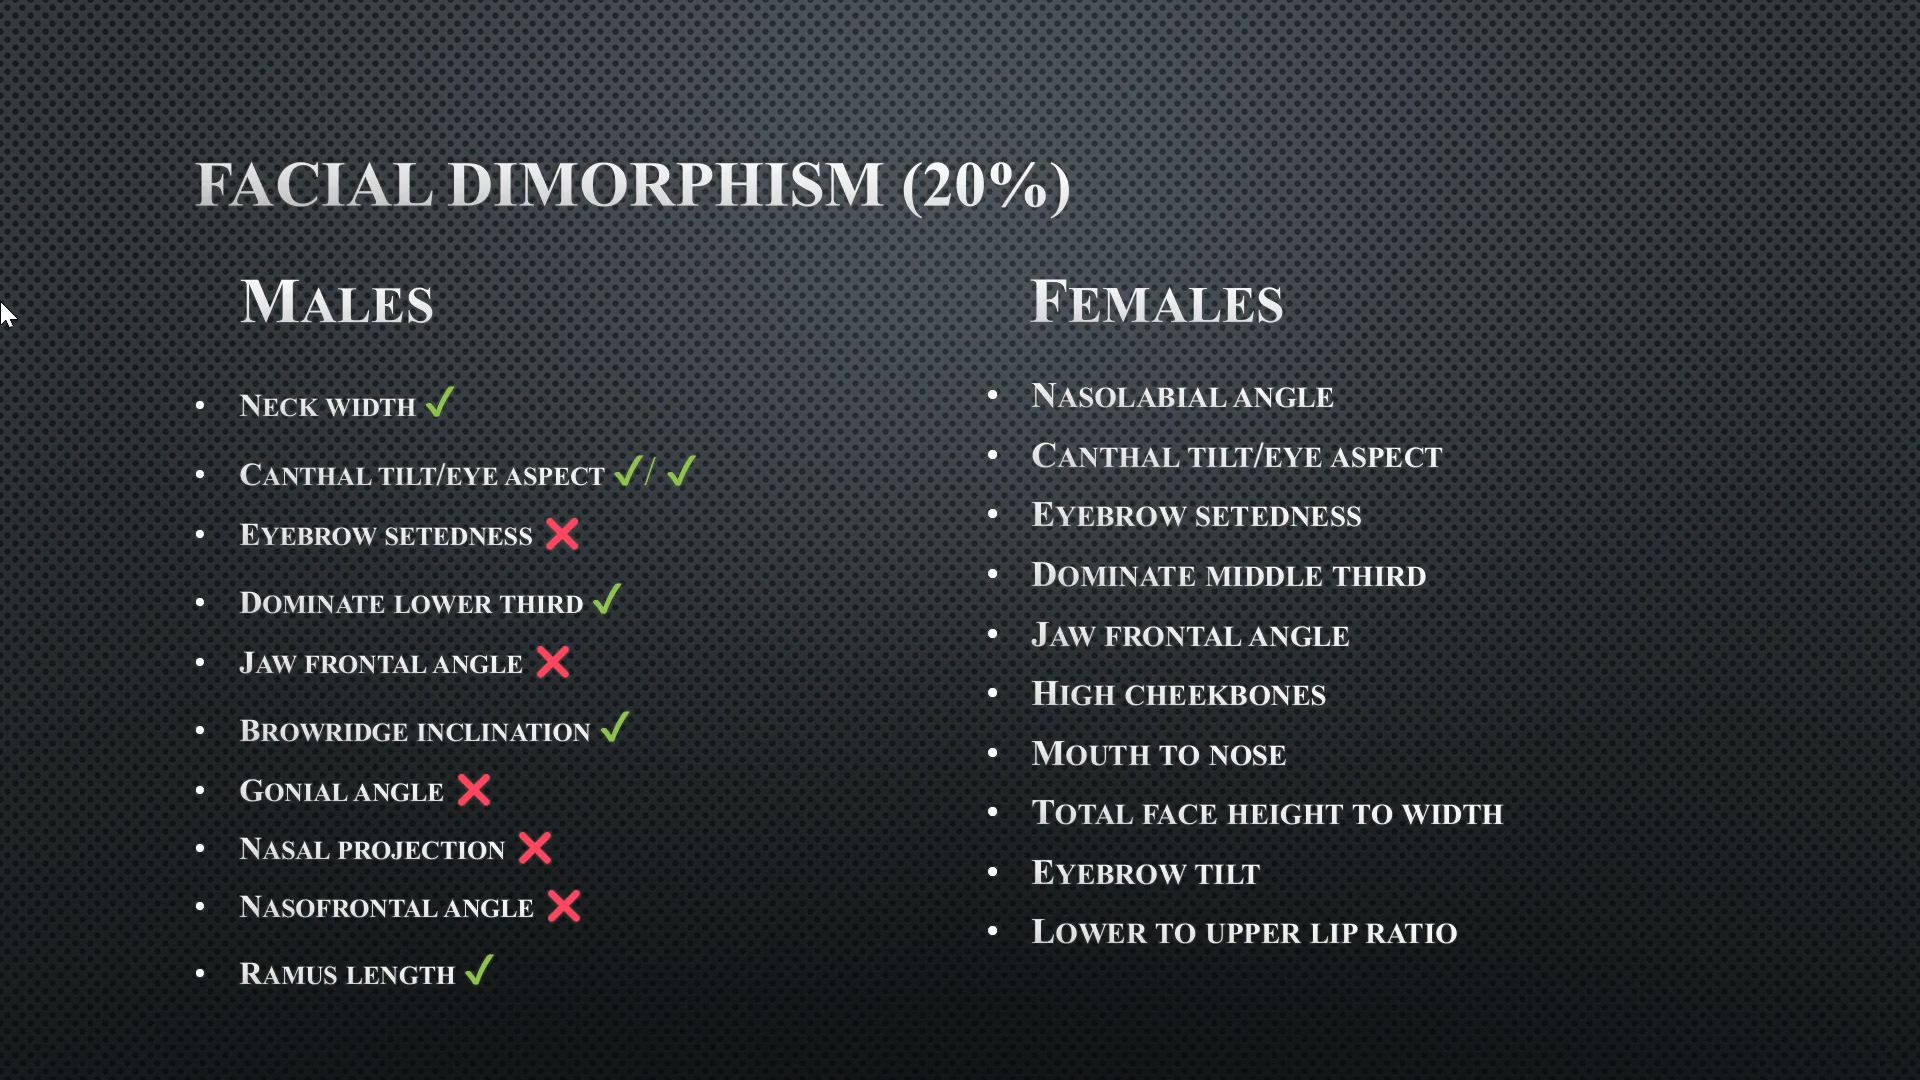 FACIAL DIMORPHISM (20%)
MALES
• NECK WIDTH ✓
• CANTHAL TILT/EYE ASPECT ✓/ ✓
• EYEBROW SETEDNESS ❌
• DOMINATE LOWER THIRD ✓
• JAW FRONTAL ANGLE ❌
• BROWRIDGE INCLINATION ✓
• GONIAL ANGLE ❌
• NASAL PROJECTION ❌
• NASOFRONTAL ANGLE ❌
• RAMUS LENGTH ✓
FEMALES
• NASOLABIAL ANGLE
• CANTHAL TILT/EYE ASPECT
• EYEBROW SETEDNESS
• DOMINATE MIDDLE THIRD
• JAW FRONTAL ANGLE
• HIGH CHEEKBONES
• MOUTH TO NOSE
• TOTAL FACE HEIGHT TO WIDTH
• EYEBROW TILT
• LOWER TO UPPER LIP RATIO